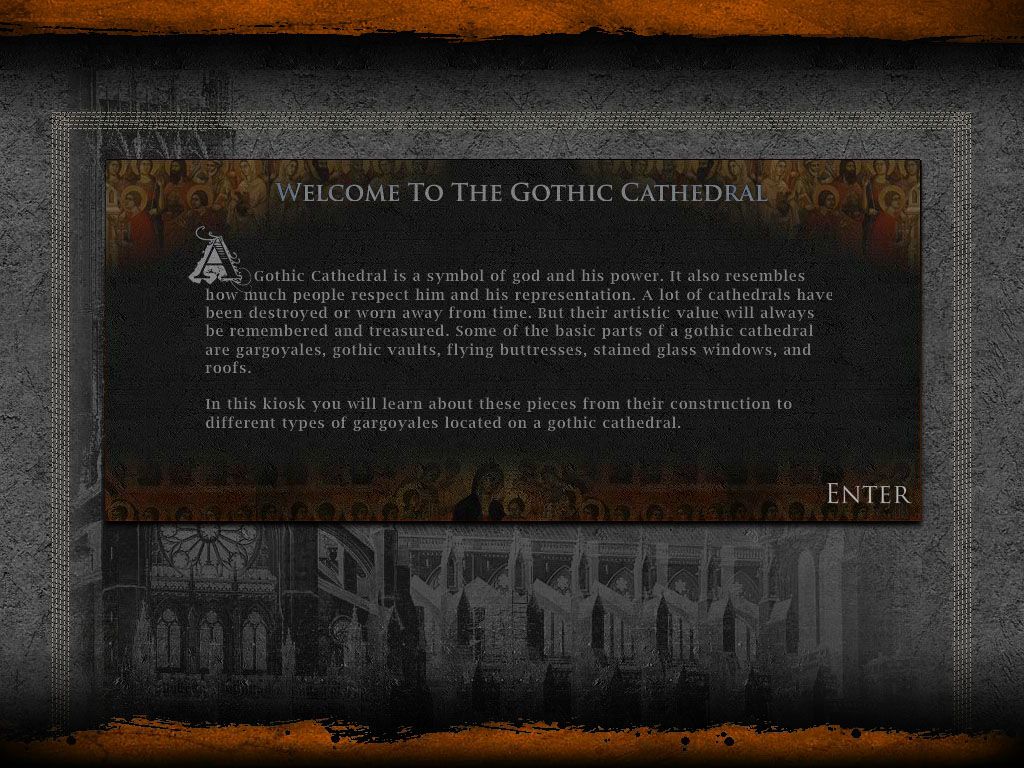 Welcome To The Gothic Cathedral
A Gothic Cathedral is a symbol of god and his power. It also resembles
how much people respect him and his representation. A lot of cathedrals have
been destroyed or worn away from time. But their artistic value will always
be remembered and treasured. Some of the basic parts of a gothic cathedral
are gargoyales, gothic vaults, flying buttresses, stained glass windows, and
roofs.
In this kiosk you will learn about these pieces from their construction to
different types of gargoyales located on a gothic cathedral.
Enter